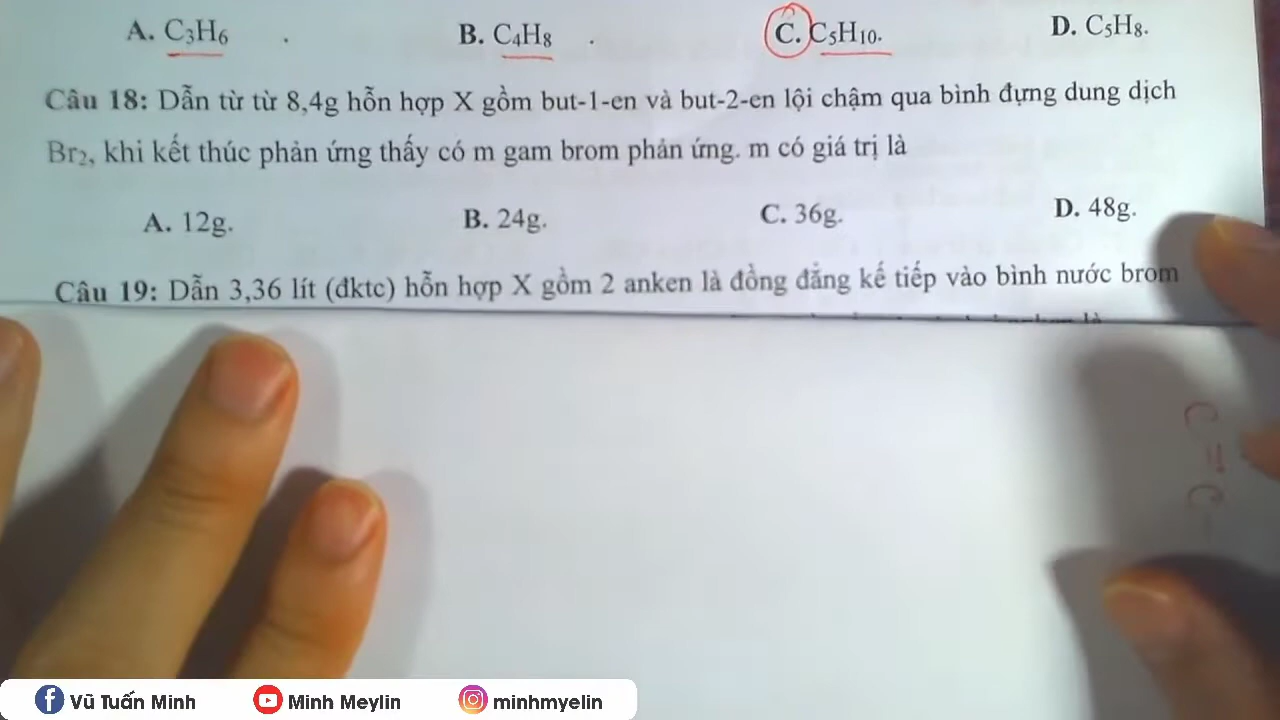 A. C₃H₆ B. C₄H₈ C. C₅H₁₀. D. C₅H₈.
Câu 18: Dẫn từ từ 8,4g hỗn hợp X gồm but-1-en và but-2-en lội chậm qua bình đựng dung dịch
Br₂, khi kết thúc phản ứng thấy có m gam brom phản ứng. m có giá trị là
A. 12g. B. 24g. C. 36g. D. 48g.
Câu 19: Dẫn 3,36 lít (đktc) hỗn hợp X gồm 2 anken là đồng đẳng kế tiếp vào bình nước brom
là
C = C -
Vũ Tuấn Minh Minh Meylin minhmyelin